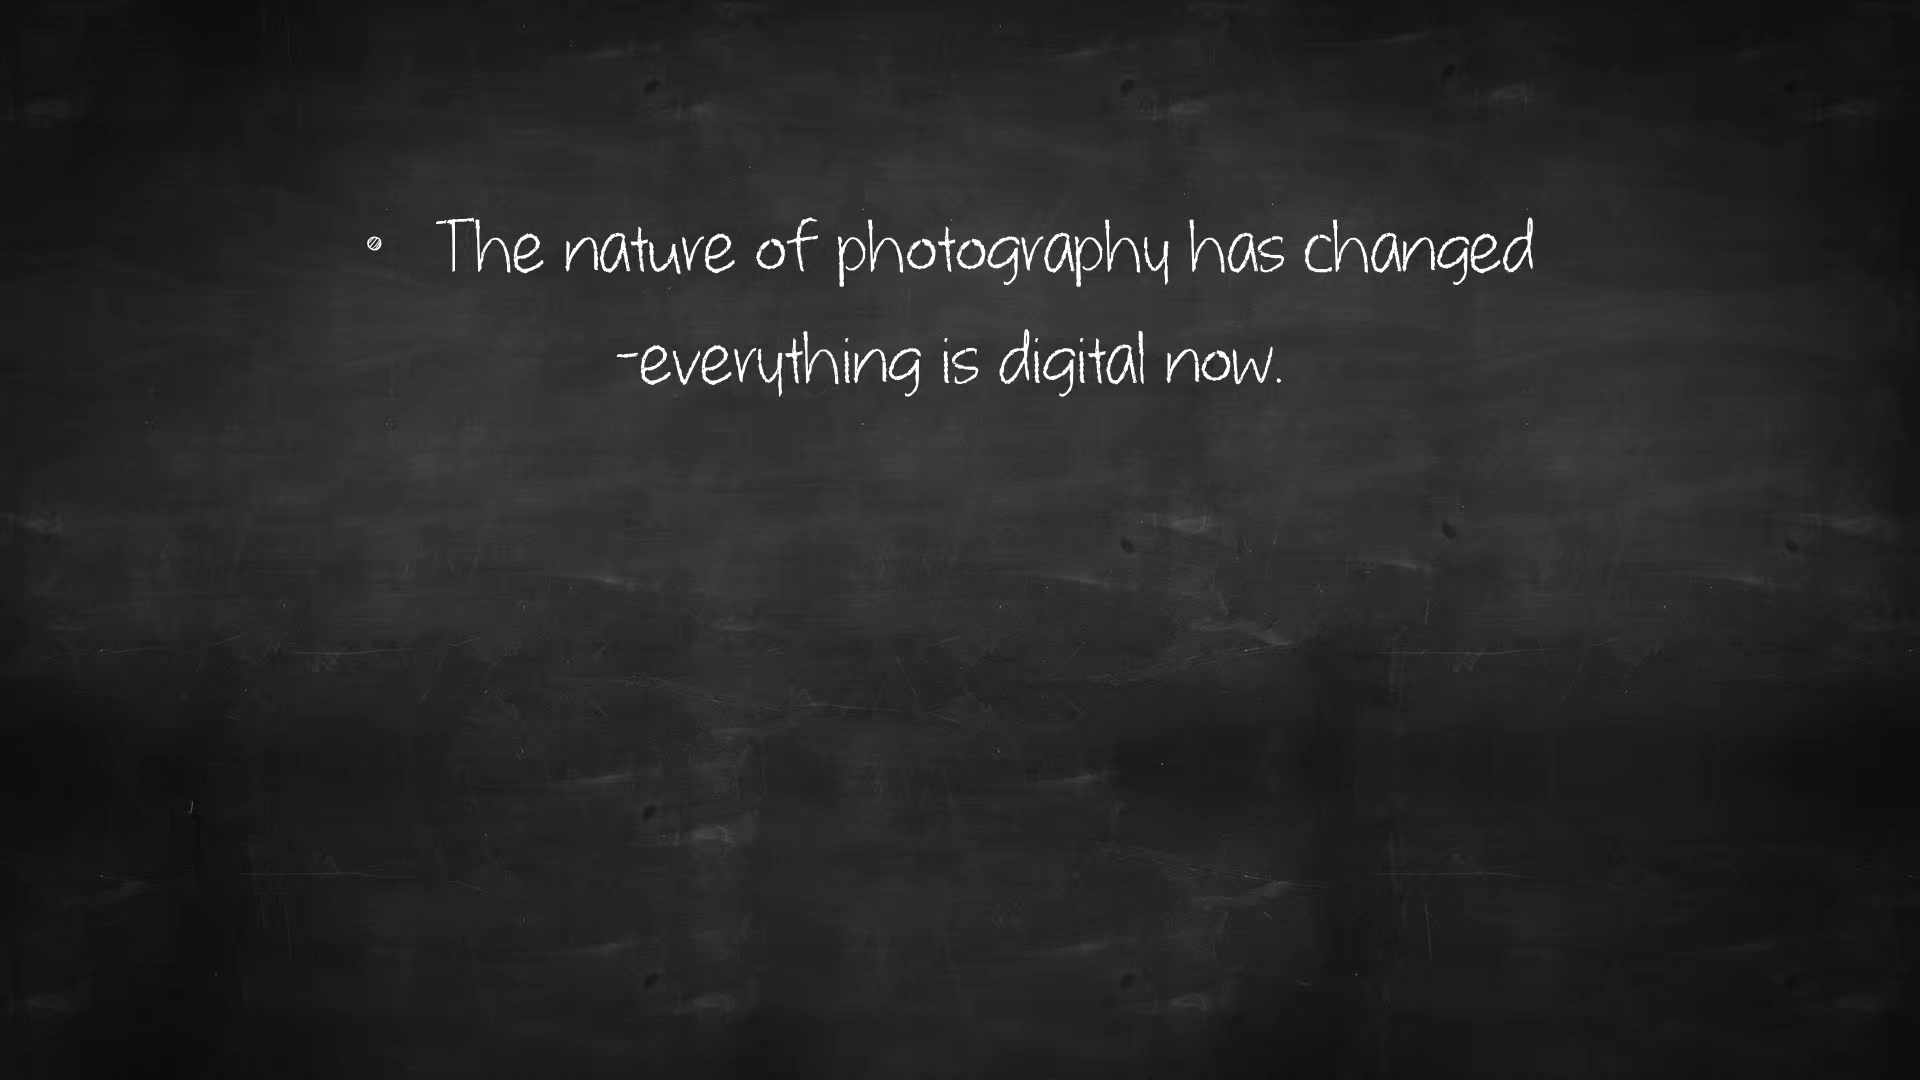 • The nature of photography has changed
-everything is digital now.